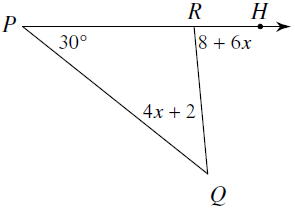 P R H
30° 8 + 6x
4x + 2
Q